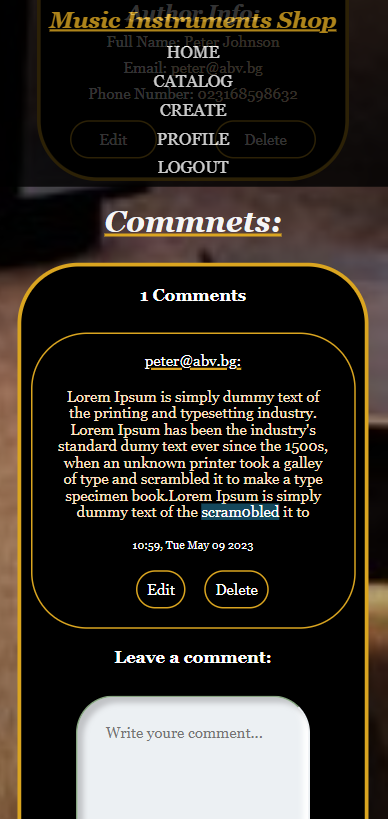 Author Info:
Music Instruments Shop
Full Name: Peter Johnson
HOME
Email: peter@abv.bg
CATALOG
Phone Number: 023168598632
CREATE
Edit
PROFILE
Delete
LOGOUT
Commnets:
1 Comments
peter@abv.bg:
Lorem Ipsum is simply dummy text of
the printing and typesetting industry.
Lorem Ipsum has been the industry's
standard dumy text ever since the 1500s,
when an unknown printer took a galley
of type and scrambled it to make a type
specimen book.Lorem Ipsum is simply
dummy text of the scramobled it to
10:59, Tue May 09 2023
Edit Delete
Leave a comment:
Write youre comment...